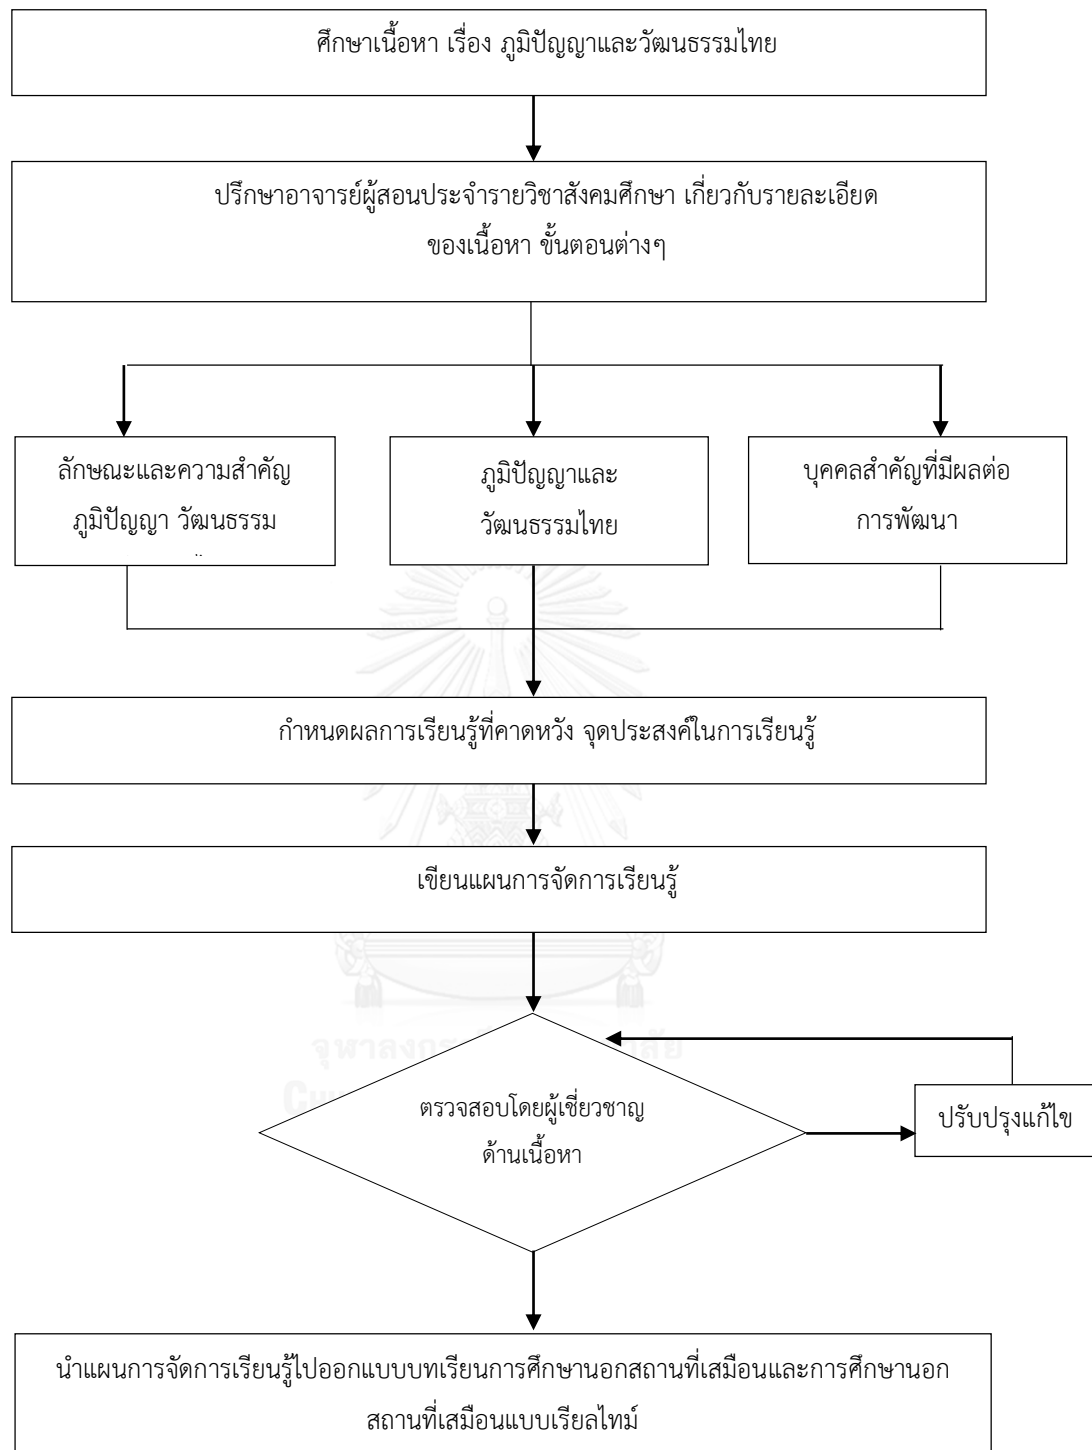 ศึกษาเนื้อหา เรื่อง ภูมิปัญญาและวัฒนธรรมไทย
ปรึกษาอาจารย์ผู้สอนประจำรายวิชาสังคมศึกษา เกี่ยวกับรายละเอียด
ของเนื้อหา ขั้นตอนต่างๆ
ลักษณะและความสำคัญ
ภูมิปัญญา วัฒนธรรม
ภูมิปัญญาและ
วัฒนธรรมไทย
บุคคลสำคัญที่มีผลต่อ
การพัฒนา
กำหนดผลการเรียนรู้ที่คาดหวัง จุดประสงค์ในการเรียนรู้
เขียนแผนการจัดการเรียนรู้
ตรวจสอบโดยผู้เชี่ยวชาญ
ด้านเนื้อหา
ปรับปรุงแก้ไข
นำแผนการจัดการเรียนรู้ไปออกแบบบทเรียนการศึกษานอกสถานที่เสมือนและการศึกษานอก
สถานที่เสมือนแบบเรียลไทม์